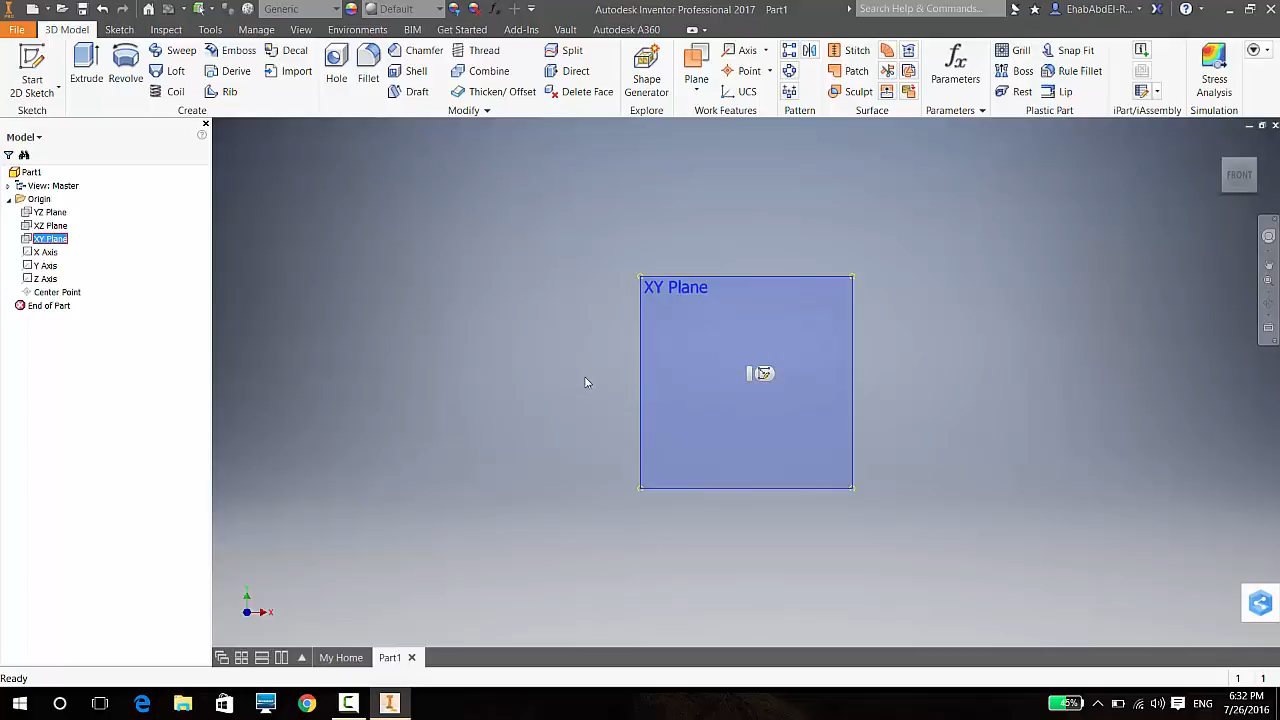 Generic
Default
Autodesk Inventor Professional 2017 Part1
Search Help & Commands...
EhabAbdEl-R...
File
3D Model
Sketch
Inspect
Tools
Manage
View
Environments
BIM
Get Started
Add-Ins
Vault
Autodesk A360
Start
2D Sketch
Extrude
Revolve
Sweep
Loft
Coil
Emboss
Derive
Rib
Decal
Import
Hole
Fillet
Chamfer
Shell
Draft
Thread
Combine
Thicken/ Offset
Split
Direct
Delete Face
Shape
Generator
Plane
Axis
Point
UCS
Stitch
Patch
Sculpt
fx
Parameters
Grill
Boss
Rest
Snap Fit
Rule Fillet
Lip
Stress
Analysis
Sketch
Create
Modify
Explore
Work Features
Pattern
Surface
Parameters
Plastic Part
iPart/iAssembly
Simulation
Model
Part1
View: Master
Origin
YZ Plane
XZ Plane
XY Plane
X Axis
Y Axis
Z Axis
Center Point
End of Part
FRONT
XY Plane
Y
X
My Home
Part1
Ready
1 1
45%
ENG
6:32 PM
7/26/2016